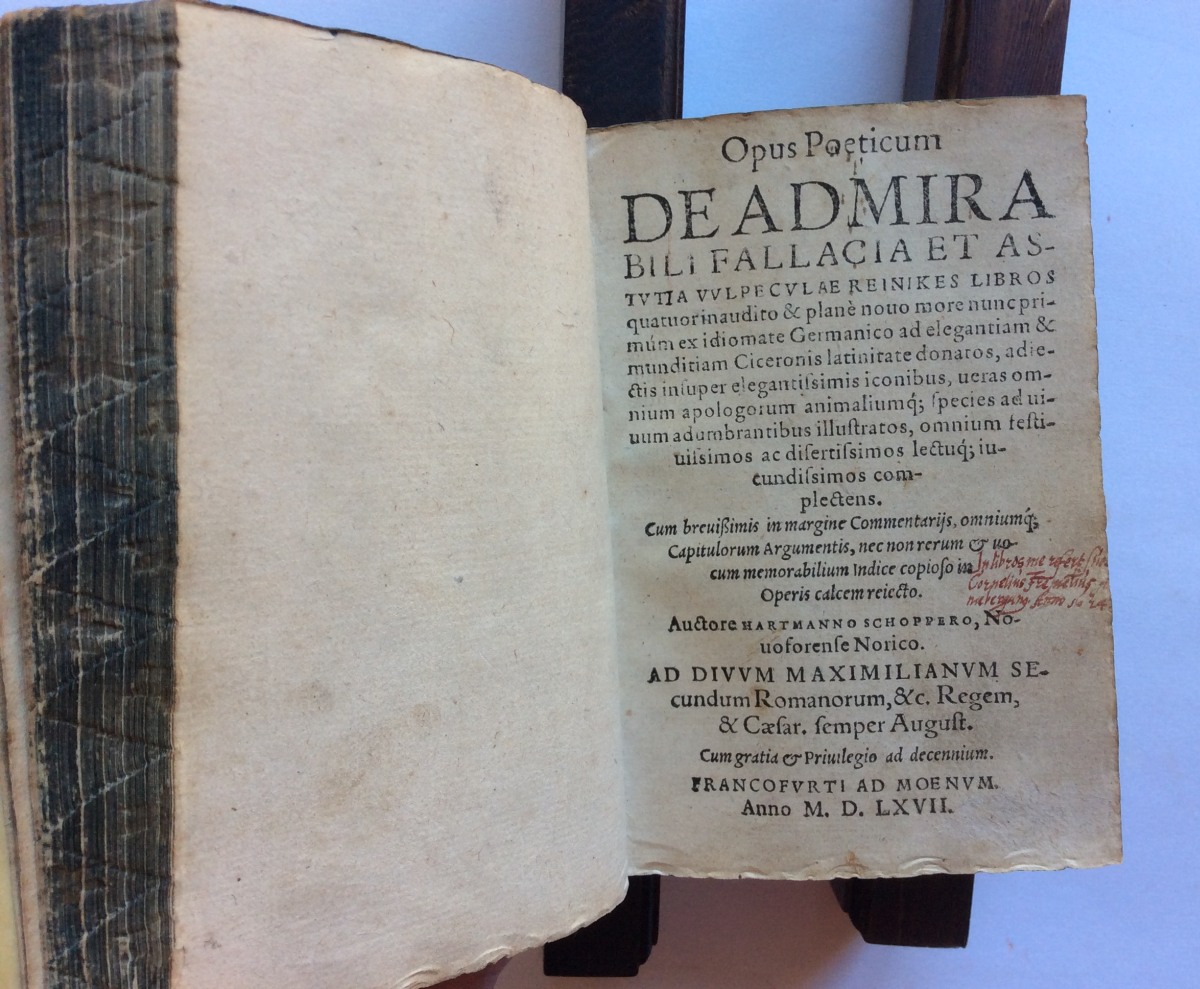 Opus Poeticum
DE ADMIRA
BILI FALLACIA ET AS-
TVTIA VVLPECVLAE REINIKES LIBROS
quatuor inaudito & planè nouo more nunc pri-
múm ex idiomate Germanico ad elegantiam &
munditiam Ciceronis latinitate donatos, adie-
ctis insuper elegantiſsimis iconibus, ueras om-
nium apologorum animaliumq́; ſpecies ad ui-
uum adumbrantibus illuſtratos, omnium feſti-
uiſsimos ac diſertiſsimos lectuq́; iu-
cundiſsimos com-
plectens.
Cum breuißimis in margine Commentarijs, omniumq́;
Capitulorum Argumentis, nec non rerum & uo-
cum memorabilium Indice copioſo in
Operis calcem reiecto.
Cornelius
Auctore HARTMANNO SCHOPPERO, No-
uoforenſe Norico.
AD DIVVM MAXIMILIANVM SE-
cundum Romanorum, &c. Regem,
& Cæſar. ſemper Auguſt.
Cum gratia & Priuilegio ad decennium.
FRANCOFVRTI AD MOENVM.
Anno M. D. LXVII.